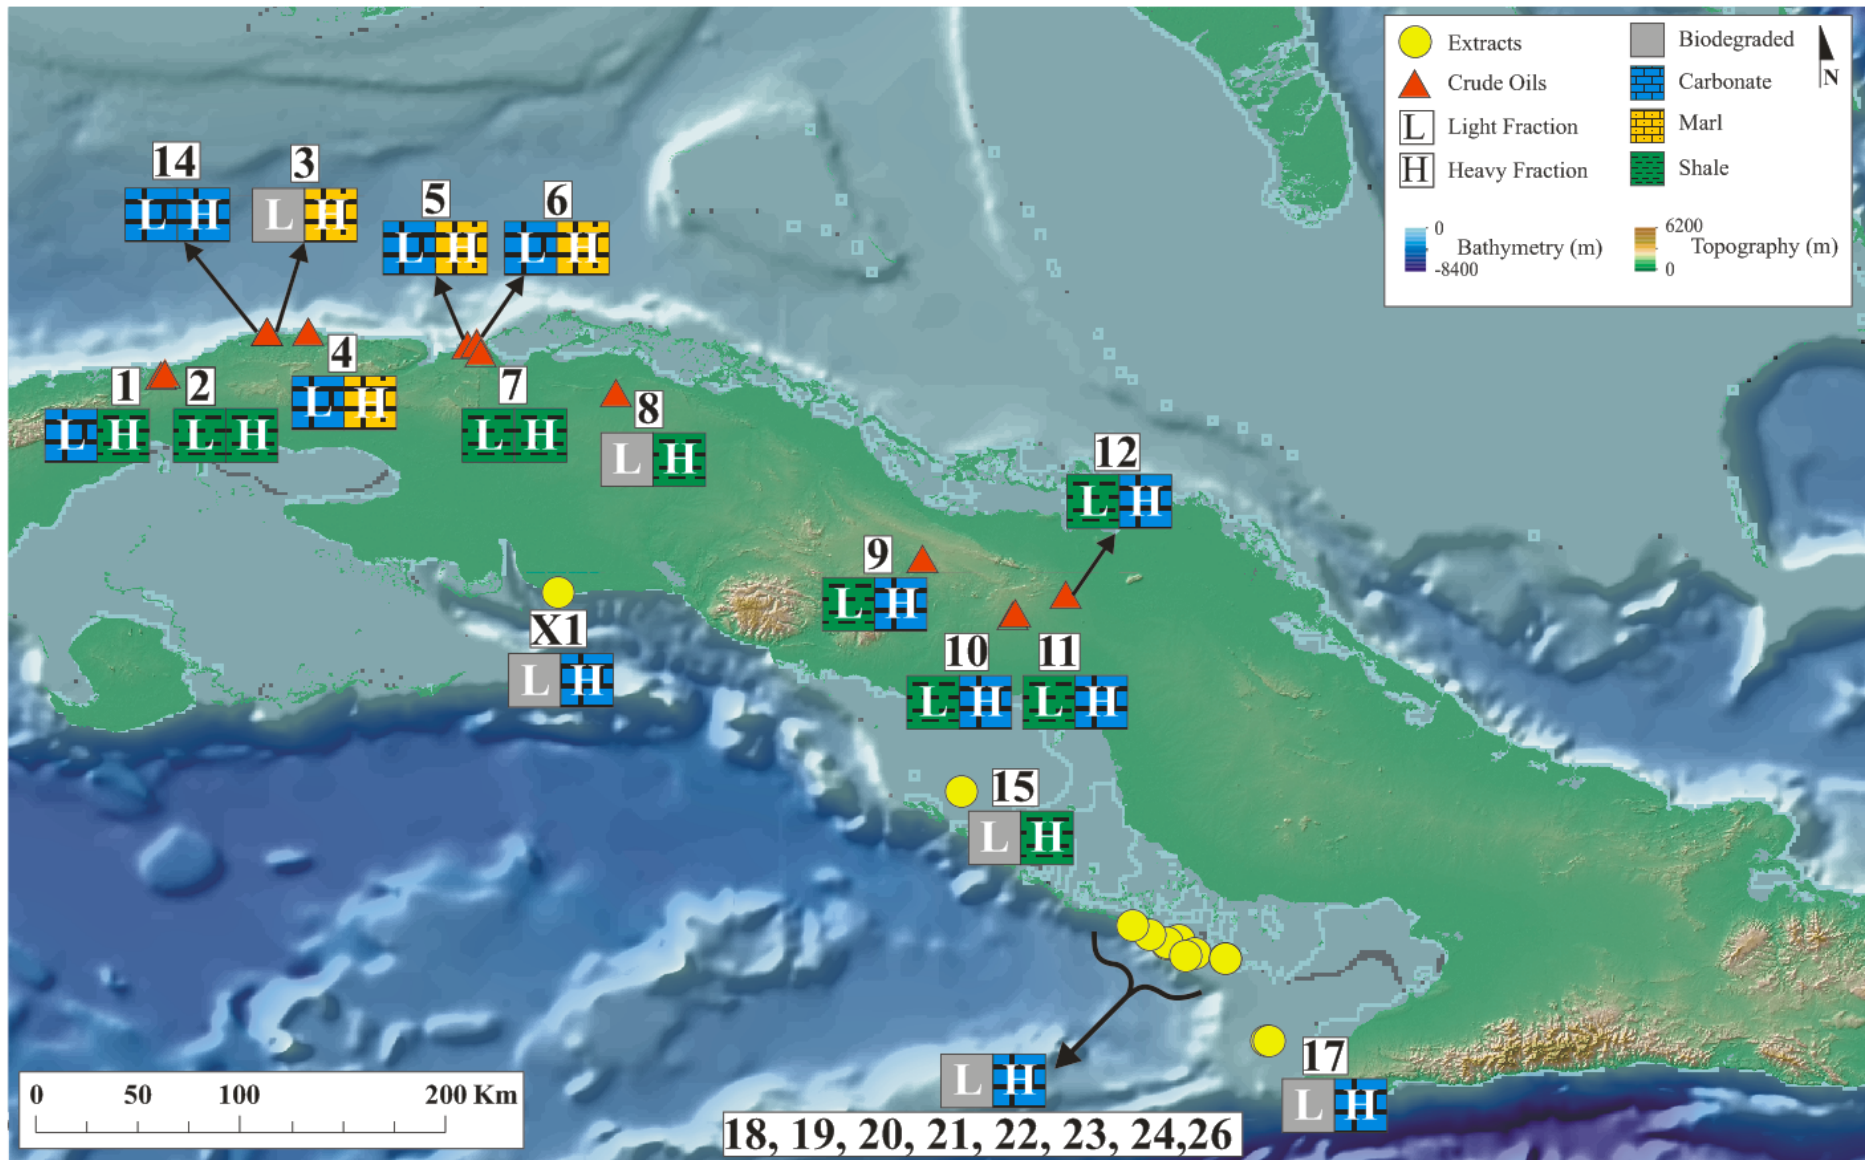 Extracts
Biodegraded
Crude Oils
Carbonate
N
L Light Fraction
Marl
H Heavy Fraction
Shale
0
-8400
Bathymetry (m)
6200
0
Topography (m)
14
L H
3
L H
5
L H
6
L H
4
L H
1
L H
2
L H
7
L H
8
L H
12
L H
9
L H
X1
L H
10
L H
11
L H
15
L H
17
L H
L H
18, 19, 20, 21, 22, 23, 24,26
0 50 100 200 Km